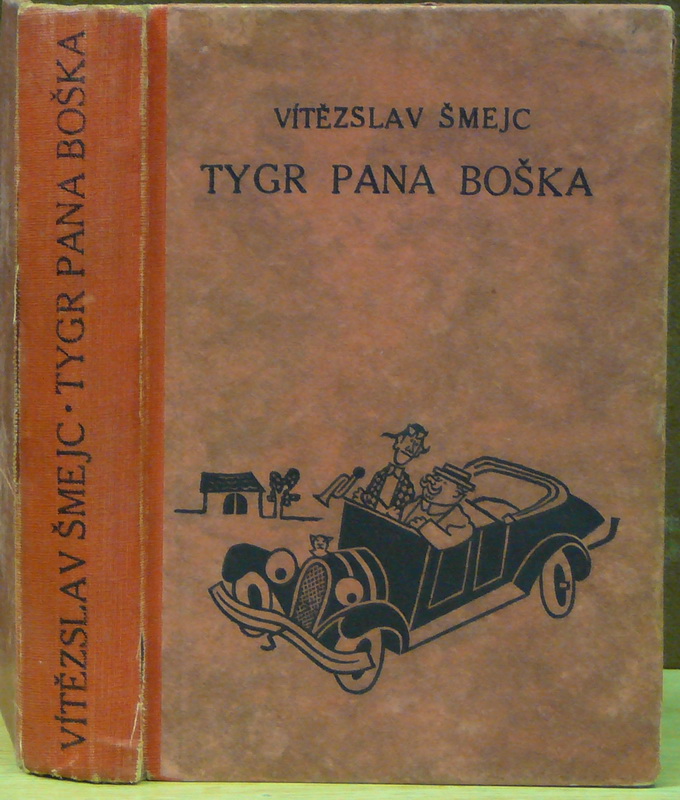 VÍTĚZSLAV ŠMEJC · TYGR PANA BOŠKA
VÍTĚZSLAV ŠMEJC
TYGR PANA BOŠKA